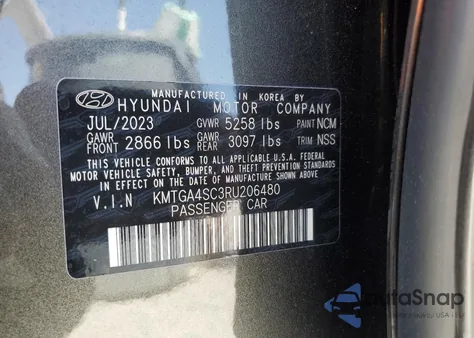 MANUFACTURED IN KOREA BY
HYUNDAI MOTOR COMPANY
JUL/2023 GVWR 5258 lbs PAINT NCM
GAWR FRONT 2866 lbs GAWR REAR 3097 lbs TRIM NSS
THIS VEHICLE CONFORMS TO ALL APPLICABLE U.S.A. FEDERAL
MOTOR VEHICLE SAFETY, BUMPER, AND THEFT PREVENTION
STANDARDS IN EFFECT ON THE DATE OF MANUFACTURE SHOWN ABOVE.
V.I.N KMTGA4SC3RU206480
PASSENGER CAR
AutoSnap